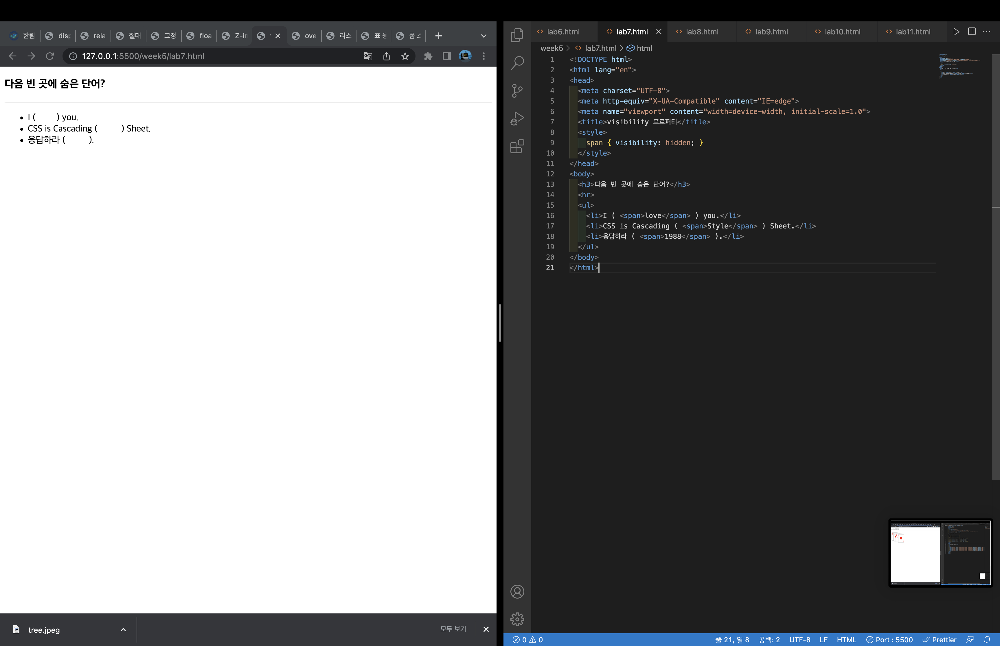 한림
disp
rela
절대
고정
floa
Z-in
ove
리스
표 응
폼 스
127.0.0.1:5500/week5/lab7.html
다음 빈 곳에 숨은 단어?
I ( ) you.
CSS is Cascading ( ) Sheet.
응답하라 ( ).
tree.jpeg
모두 보기
lab6.html
lab7.html
lab8.html
lab9.html
lab10.html
lab11.html
week5 > lab7.html > html
1 <!DOCTYPE html>
2 <html lang="en">
3 <head>
4 <meta charset="UTF-8">
5 <meta http-equiv="X-UA-Compatible" content="IE=edge">
6 <meta name="viewport" content="width=device-width, initial-scale=1.0">
7 <title>visibility 프로퍼티</title>
8 <style>
9 span { visibility: hidden; }
10 </style>
11 </head>
12 <body>
13 <h3>다음 빈 곳에 숨은 단어?</h3>
14 <hr>
15 <ul>
16 <li>I ( <span>love</span> ) you.</li>
17 <li>CSS is Cascading ( <span>Style</span> ) Sheet.</li>
18 <li>응답하라 ( <span>1988</span> ).</li>
19 </ul>
20 </body>
21 </html>
0 0
줄 21, 열 8
공백: 2
UTF-8
LF
HTML
Port : 5500
Prettier